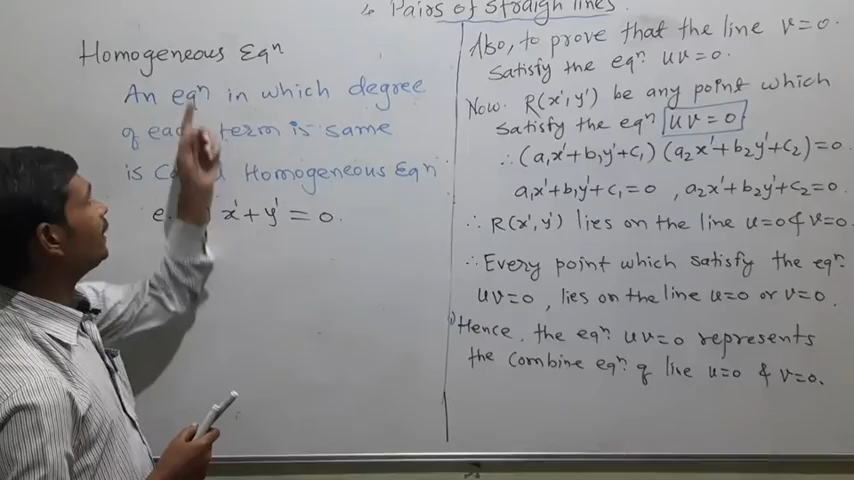 Pairs of straigh lines.
Homogeneous Eqⁿ
An eqⁿ in which degree
of each term is same
is Homogeneous Eqⁿ
e. x' + y' = 0.
Also, to prove that the line v=0.
Satisfy the eqⁿ uv=0.
Now. R(x', y') be any point which
satisfy the eqⁿ uv=0
∴ (a₁x'+b₁y'+c₁) (a₂x'+b₂y'+c₂)=0
a₁x'+b₁y'+c₁=0 , a₂x'+b₂y'+c₂=0.
∴ R(x', y') lies on the line u=0 & v=0.
∴ Every point which satisfy the eqⁿ.
uv=0, lies on the line u=0 or v=0.
Hence, the eqⁿ. uv=0 represents
the combine eqⁿ. of line u=0 & v=0.